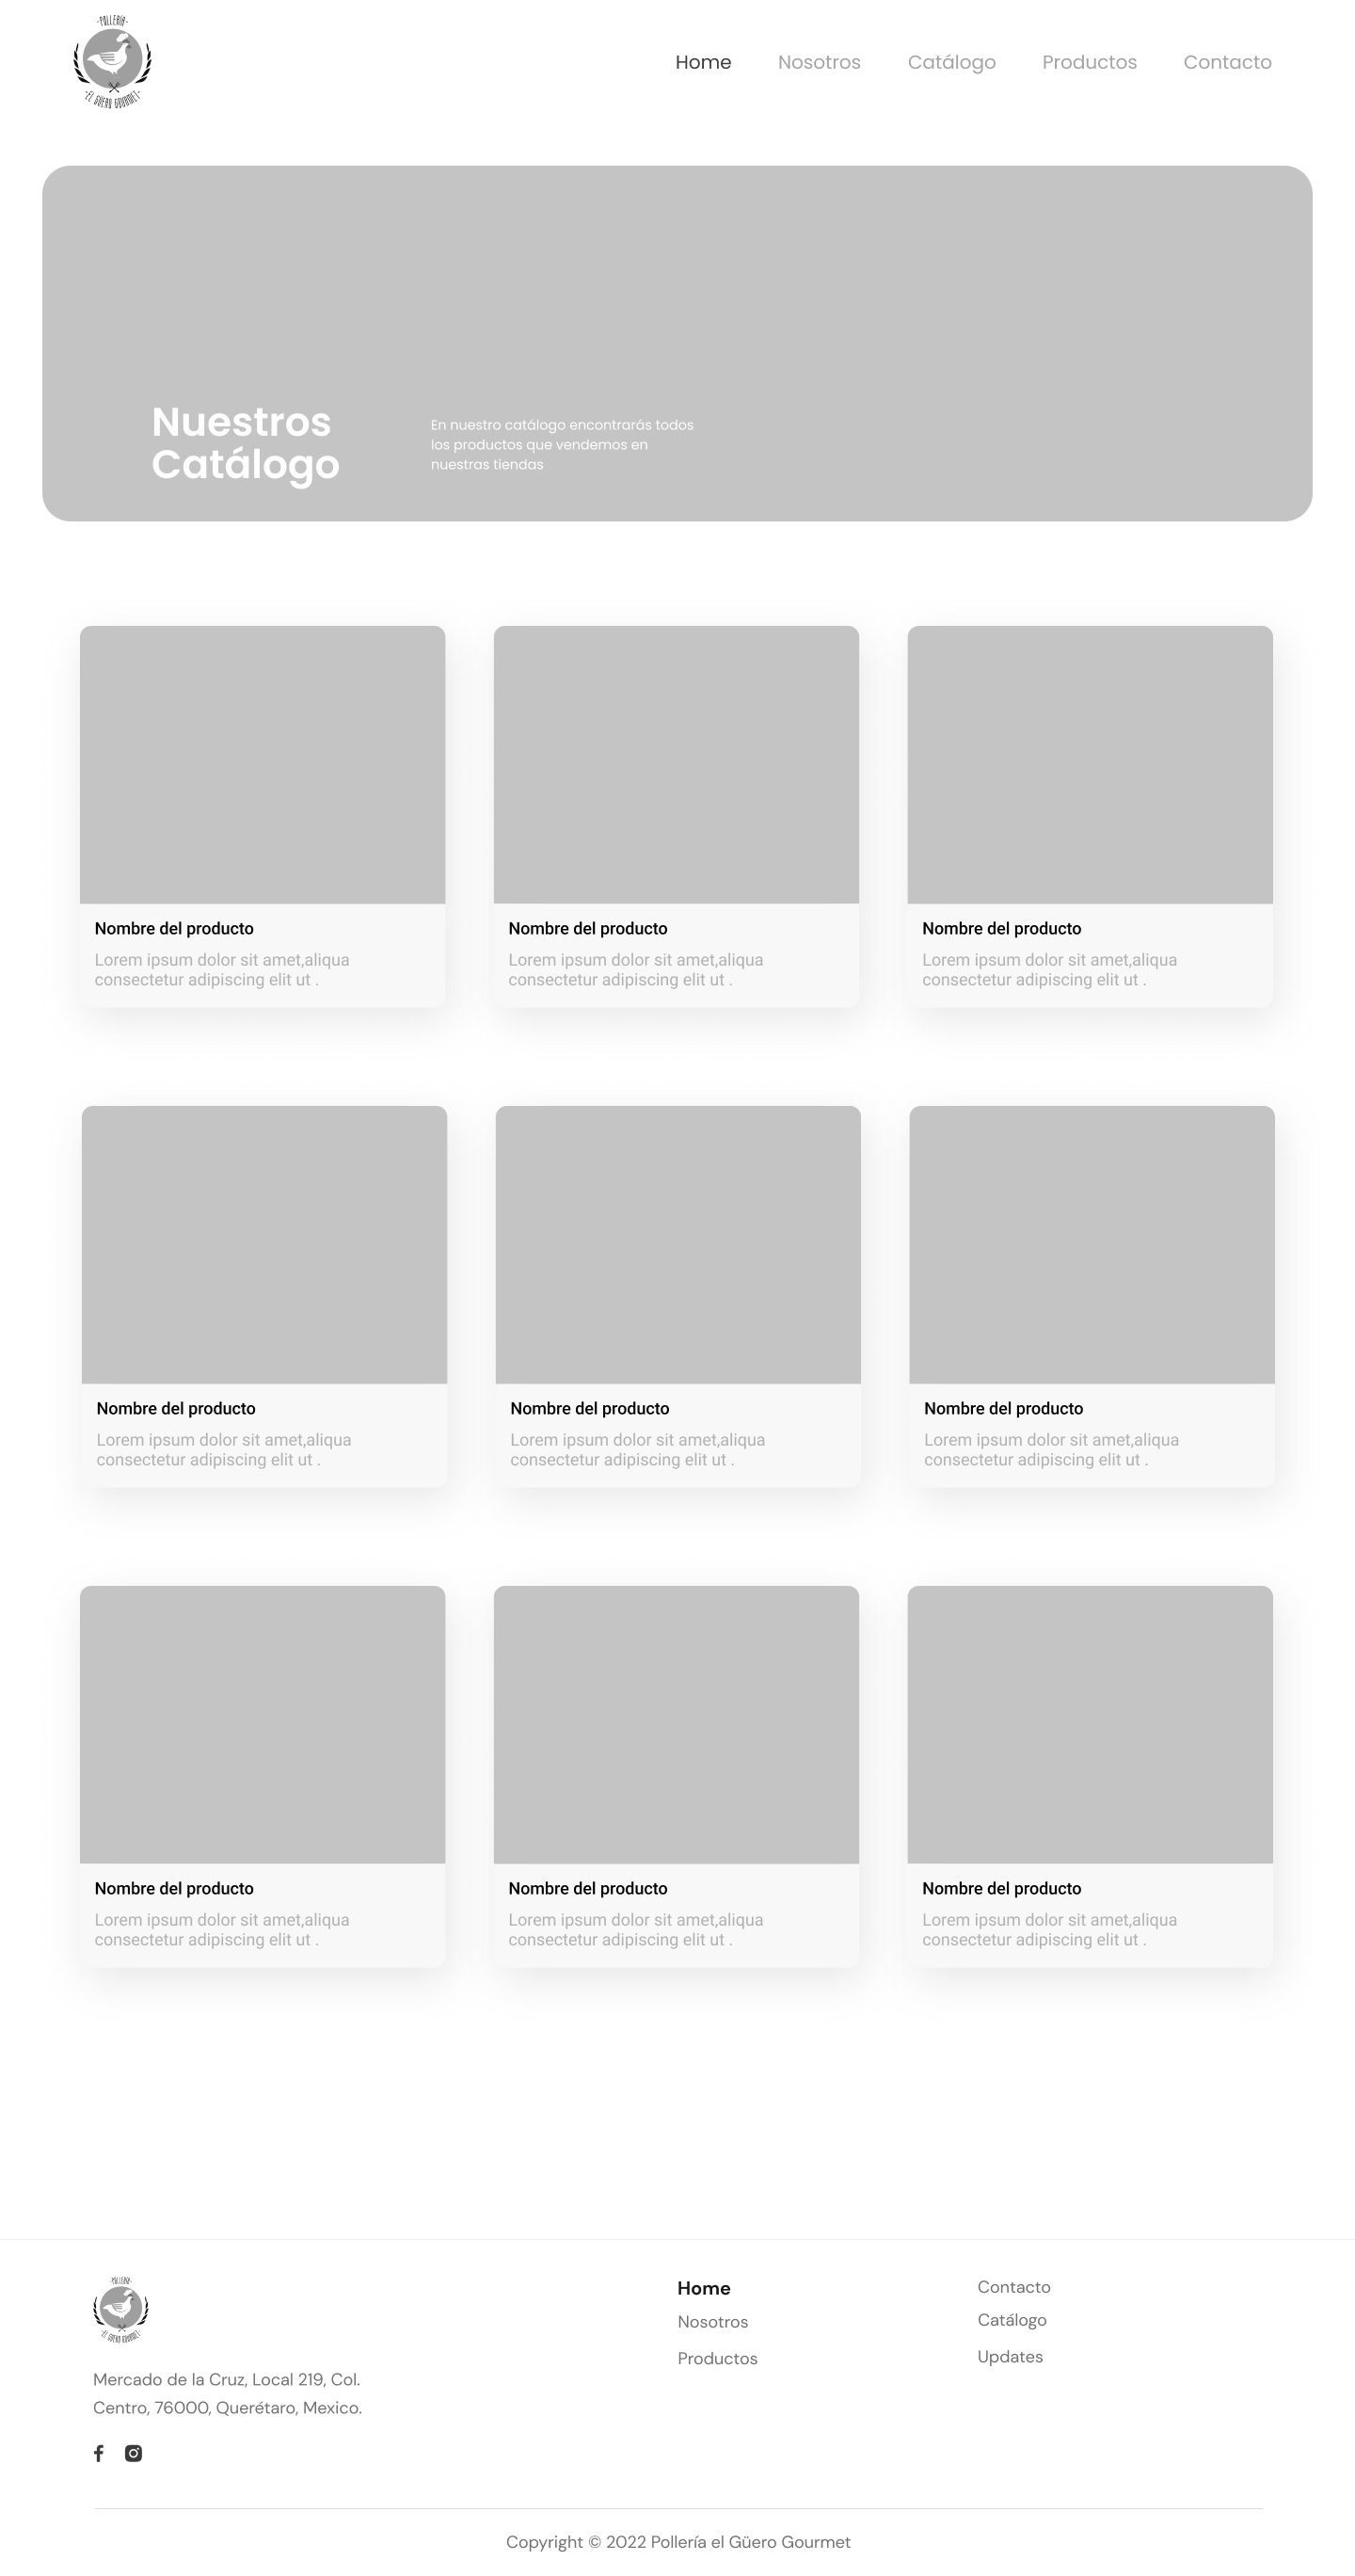 POLLERÍA
EL GÜERO GOURMET
Home
Nosotros
Catálogo
Productos
Contacto
Nuestros
Catálogo
En nuestro catálogo encontrarás todos
los productos que vendemos en
nuestras tiendas
Nombre del producto
Lorem ipsum dolor sit amet,aliqua
consectetur adipiscing elit ut .
Nombre del producto
Lorem ipsum dolor sit amet,aliqua
consectetur adipiscing elit ut .
Nombre del producto
Lorem ipsum dolor sit amet,aliqua
consectetur adipiscing elit ut .
Nombre del producto
Lorem ipsum dolor sit amet,aliqua
consectetur adipiscing elit ut .
Nombre del producto
Lorem ipsum dolor sit amet,aliqua
consectetur adipiscing elit ut .
Nombre del producto
Lorem ipsum dolor sit amet,aliqua
consectetur adipiscing elit ut .
Nombre del producto
Lorem ipsum dolor sit amet,aliqua
consectetur adipiscing elit ut .
Nombre del producto
Lorem ipsum dolor sit amet,aliqua
consectetur adipiscing elit ut .
Nombre del producto
Lorem ipsum dolor sit amet,aliqua
consectetur adipiscing elit ut .
POLLERÍA
EL GÜERO GOURMET
Mercado de la Cruz, Local 219, Col.
Centro, 76000, Querétaro, Mexico.
Home
Nosotros
Productos
Contacto
Catálogo
Updates
Copyright © 2022 Pollería el Güero Gourmet